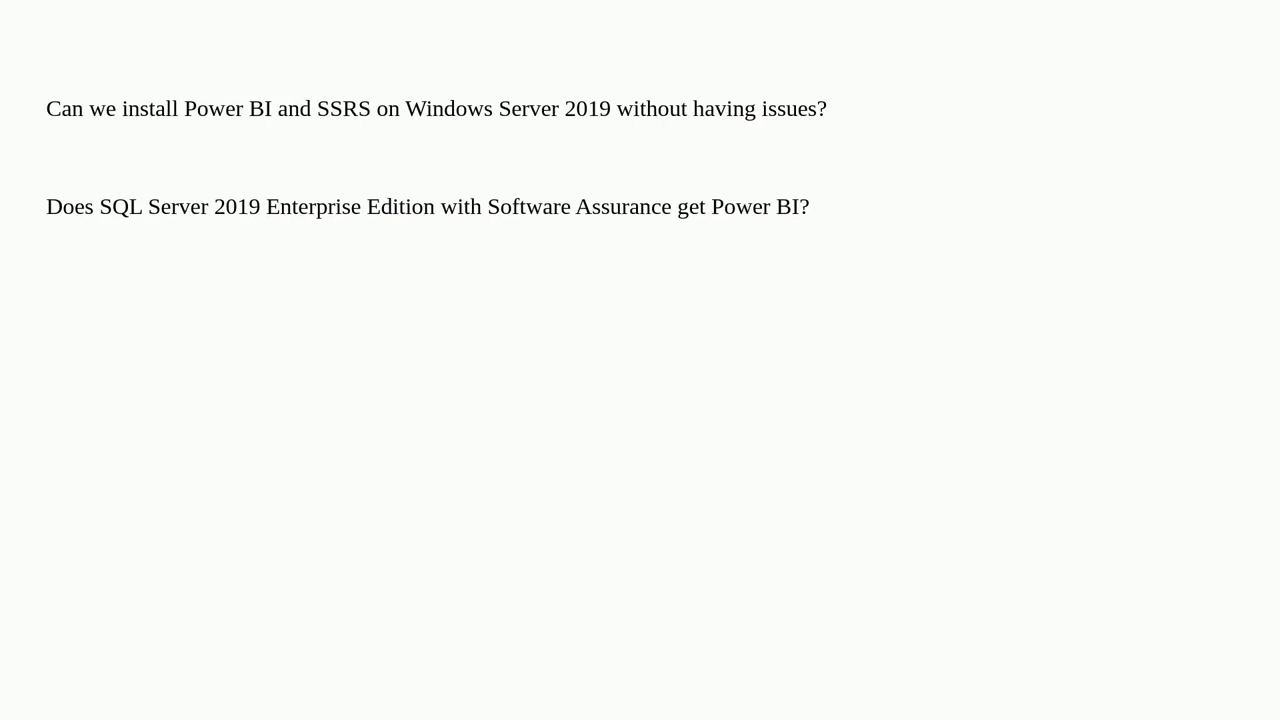 Can we install Power BI and SSRS on Windows Server 2019 without having issues?
Does SQL Server 2019 Enterprise Edition with Software Assurance get Power BI?